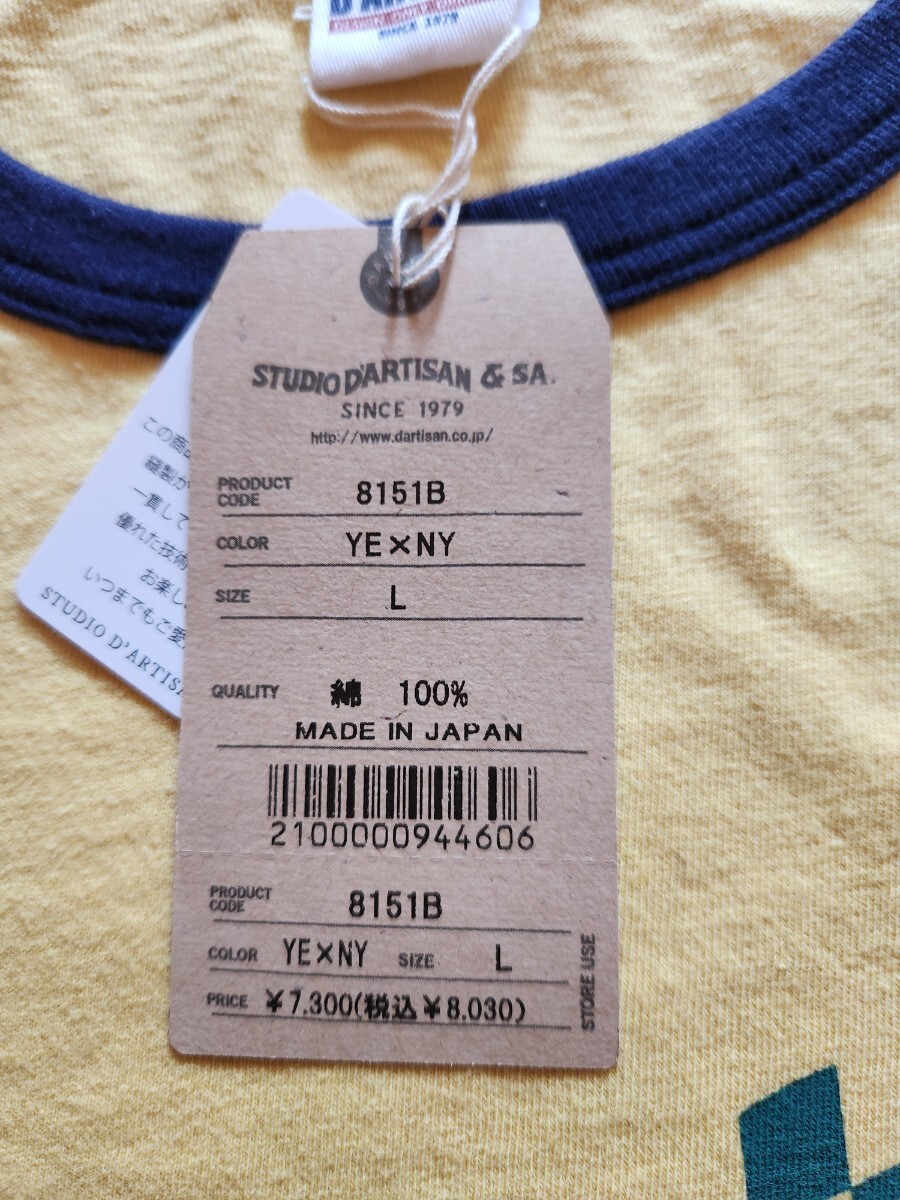 SINCE 1979
STUDIO D'ARTISAN & SA.
SINCE 1979
http://www.dartisan.co.jp/
PRODUCT CODE 8151B
COLOR YE×NY
SIZE L
QUALITY 綿 100%
MADE IN JAPAN
2100000944606
PRODUCT CODE 8151B
COLOR YE×NY SIZE L
PRICE ¥7.300(税込¥8.030)
STORE USE
この商品
縫製が
一貫して
優れた技術
お楽し
いつまでもご愛
STUDIO D'ARTISA